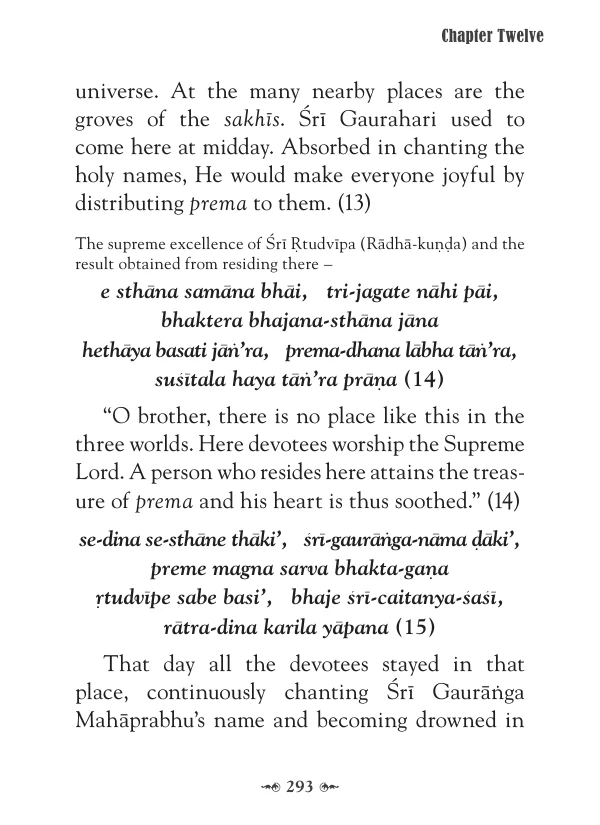 Chapter Twelve
universe. At the many nearby places are the
groves of the sakhīs. Śrī Gaurahari used to
come here at midday. Absorbed in chanting the
holy names, He would make everyone joyful by
distributing prema to them. (13)
The supreme excellence of Śrī Ṛtudvīpa (Rādhā-kuṇḍa) and the
result obtained from residing there –
e sthāna samāna bhāi, tri-jagate nāhi pāi,
bhaktera bhajana-sthāna jāna
hethāya basati jāṅ’ra, prema-dhana lābha tāṅ’ra,
suśītala haya tāṅ’ra prāṇa (14)
“O brother, there is no place like this in the
three worlds. Here devotees worship the Supreme
Lord. A person who resides here attains the treas-
ure of prema and his heart is thus soothed.” (14)
se-dina se-sthāne thāki’, śrī-gaurāṅga-nāma ḍāki’,
preme magna sarva bhakta-gaṇa
ṛtudvīpe sabe basi’, bhaje śrī-caitanya-śaśī,
rātra-dina karila yāpana (15)
That day all the devotees stayed in that
place, continuously chanting Śrī Gaurāṅga
Mahāprabhu’s name and becoming drowned in
293